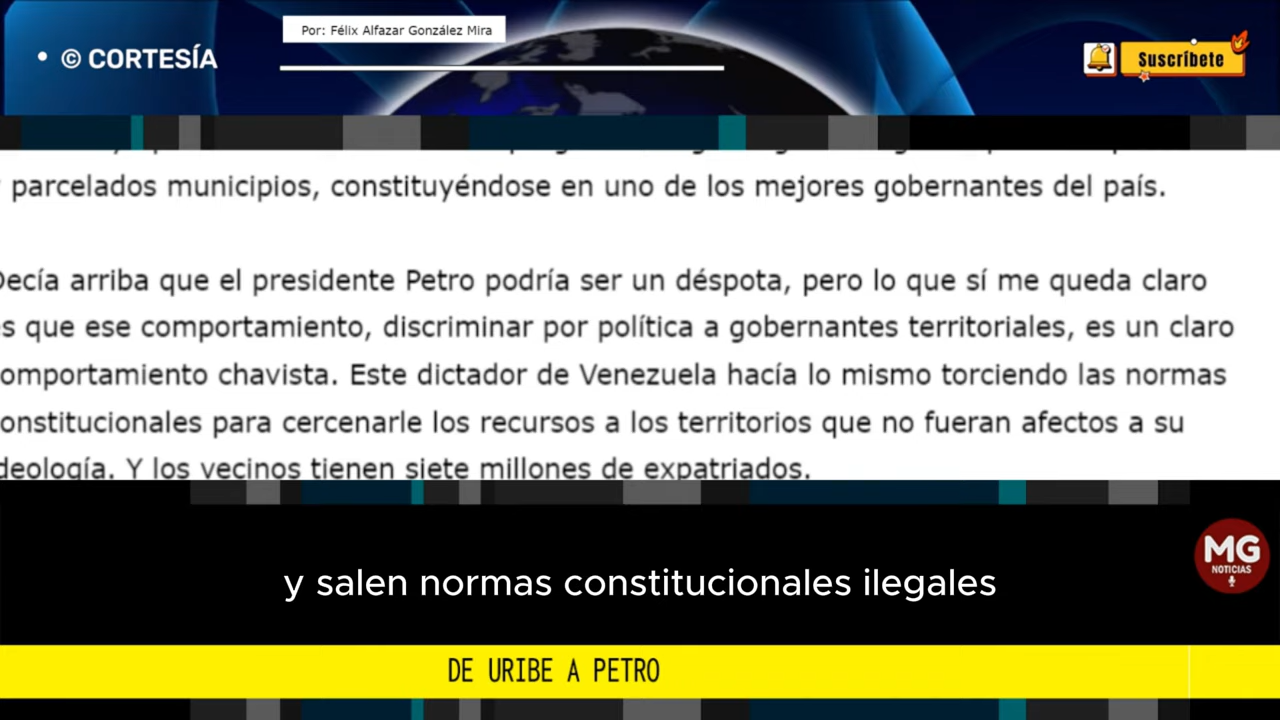 Por: Félix Alfazar González Mira
© CORTESÍA
Suscríbete
parcelados municipios, constituyéndose en uno de los mejores gobernantes del país.
Decía arriba que el presidente Petro podría ser un déspota, pero lo que sí me queda claro
que ese comportamiento, discriminar por política a gobernantes territoriales, es un claro
omportamiento chavista. Este dictador de Venezuela hacía lo mismo torciendo las normas
onstitucionales para cercenarle los recursos a los territorios que no fueran afectos a su
deología. Y los vecinos tienen siete millones de expatriados.
MG
NOTICIAS
y salen normas constitucionales ilegales
DE URIBE A PETRO